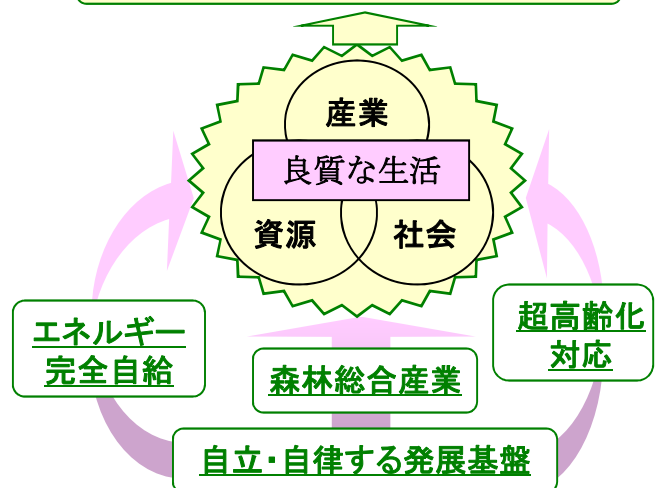 産業
良質な生活
資源
社会
エネルギー
完全自給
超高齢化
対応
森林総合産業
自立・自律する発展基盤